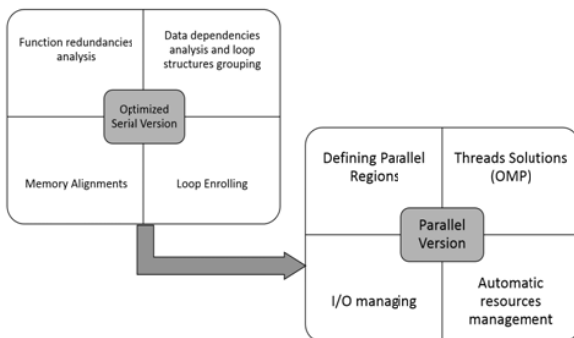 Function redundancies
analysis
Data dependencies
analysis and loop
structures grouping
Optimized
Serial Version
Memory Alignments
Loop Enrolling
Defining Parallel
Regions
Threads Solutions
(OMP)
Parallel
Version
I/O managing
Automatic
resources
management